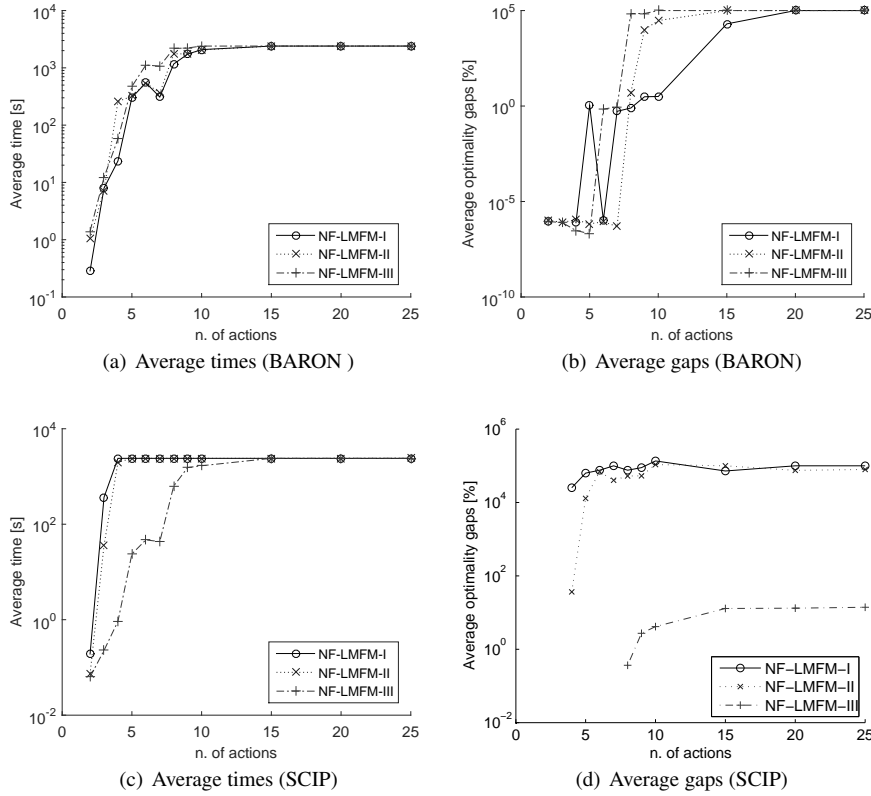 10^4
10^3
10^2
10^1
10^0
10^-1
Average time [s]
0 5 10 15 20 25
n. of actions
NF-LMFM-I
NF-LMFM-II
NF-LMFM-III
(a) Average times (BARON )
10^5
10^0
10^-5
10^-10
Average optimality gaps [%]
0 5 10 15 20 25
n. of actions
NF-LMFM-I
NF-LMFM-II
NF-LMFM-III
(b) Average gaps (BARON)
10^4
10^2
10^0
10^-2
Average time [s]
0 5 10 15 20 25
n. of actions
NF-LMFM-I
NF-LMFM-II
NF-LMFM-III
(c) Average times (SCIP)
10^6
10^4
10^2
10^0
10^-2
Average optimality gaps [%]
0 5 10 15 20 25
n. of actions
NF−LMFM−I
NF−LMFM−II
NF−LMFM−III
(d) Average gaps (SCIP)